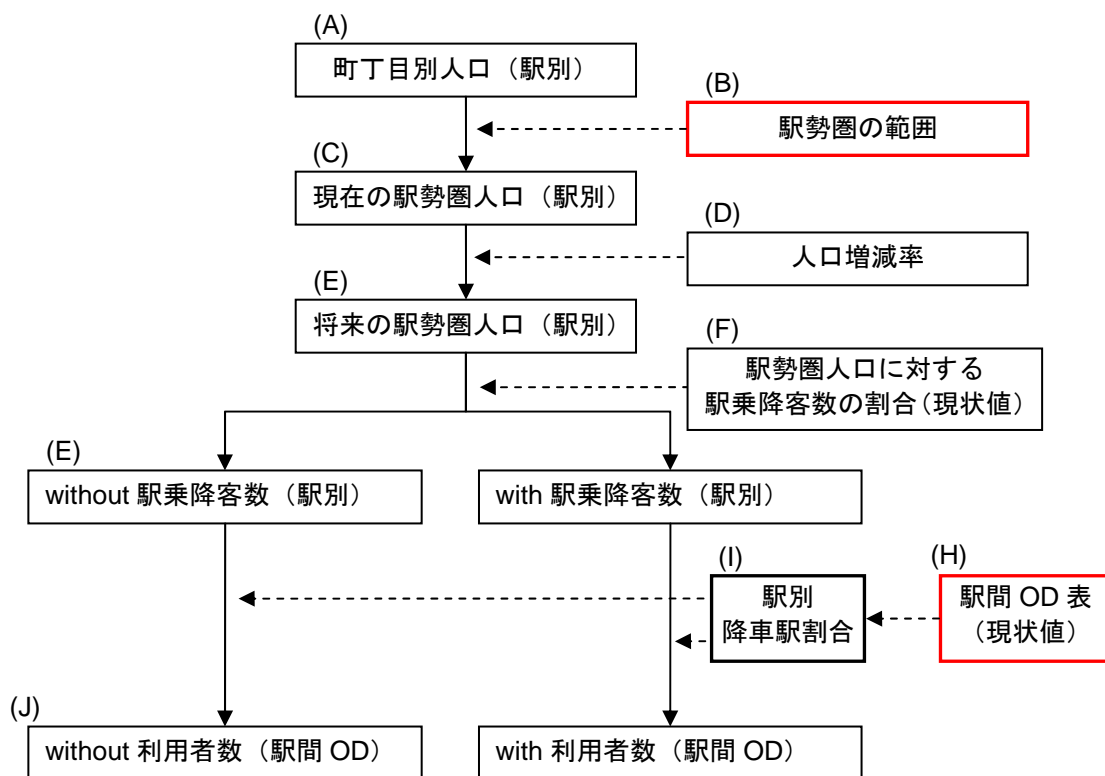 (A)
町丁目別人口（駅別）
(B)
駅勢圏の範囲
(C)
現在の駅勢圏人口（駅別）
(D)
人口増減率
(E)
将来の駅勢圏人口（駅別）
(F)
駅勢圏人口に対する
駅乗降客数の割合（現状値）
(E)
without 駅乗降客数（駅別）
with 駅乗降客数（駅別）
(I)
駅別
降車駅割合
(H)
駅間 OD 表
（現状値）
(J)
without 利用者数（駅間 OD）
with 利用者数（駅間 OD）